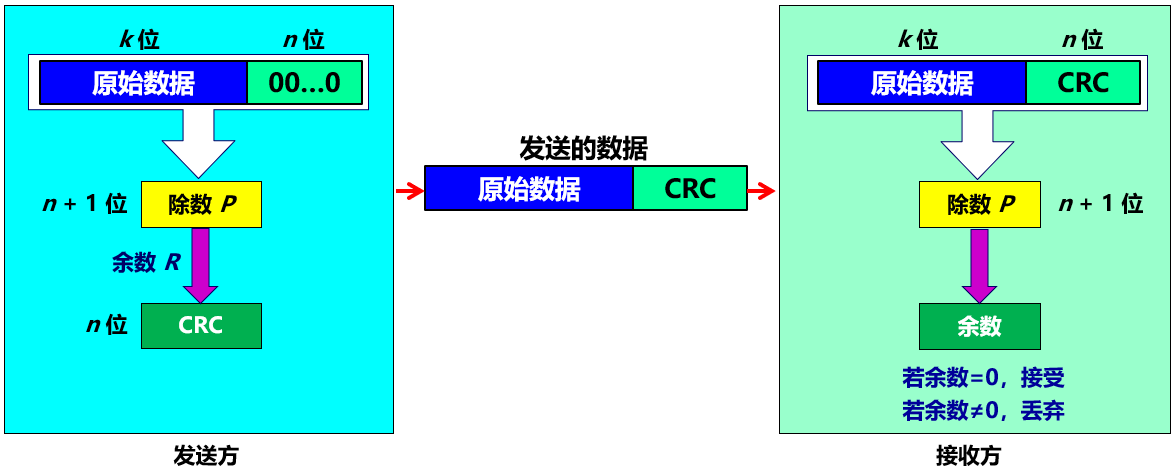 k 位 n 位
原始数据 00…0
n + 1 位 除数 P
余数 R
n 位 CRC
发送方
发送的数据
原始数据 CRC
k 位 n 位
原始数据 CRC
除数 P n + 1 位
余数
若余数=0，接受
若余数≠0，丢弃
接收方